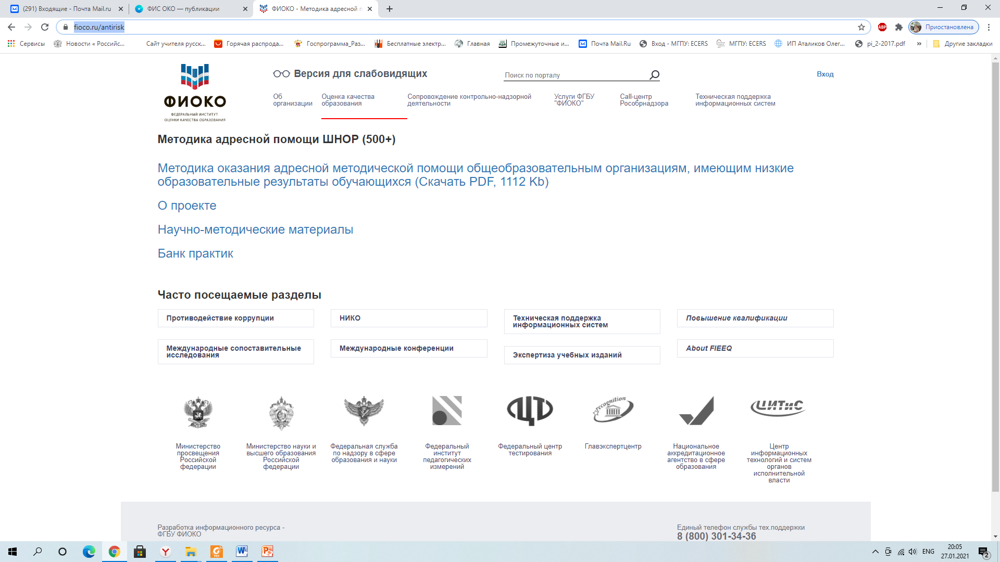 (291) Входящие - Почта Mail.ru
ФИС ОКО — публикации
ФИОКО - Методика адресной п
fioco.ru/antirisk
ABP
Приостановлена
Сервисы
Новости « Российс...
Сайт учителя русск...
Горячая распрода...
Госпрограмма_Раз...
Бесплатные электр...
Главная
Промежуточные и...
Почта Mail.Ru
Вход - МГПУ: ECERS
МГПУ: ECERS
ИП Аталиков Олег...
pi_2-2017.pdf
»
Другие закладки
ФИОКО
ФЕДЕРАЛЬНЫЙ ИНСТИТУТ
ОЦЕНКИ КАЧЕСТВА ОБРАЗОВАНИЯ
Версия для слабовидящих
Поиск по порталу
Вход
Об
организации
Оценка качества
образования
Сопровождение контрольно-надзорной
деятельности
Услуги ФГБУ
"ФИОКО"
Call-центр
Рособрнадзора
Техническая поддержка
информационных систем
Методика адресной помощи ШНОР (500+)
Методика оказания адресной методической помощи общеобразовательным организациям, имеющим низкие
образовательные результаты обучающихся (Скачать PDF, 1112 Kb)
О проекте
Научно-методические материалы
Банк практик
Часто посещаемые разделы
Противодействие коррупции
НИКО
Техническая поддержка
информационных систем
Повышение квалификации
Международные сопоставительные
исследования
Международные конференции
Экспертиза учебных изданий
About FIEEQ
ЦТ
recognition
ЦИТиС
Министерство
просвещения
Российской
федерации
Министерство науки и
высшего образования
Российской
федерации
Федеральная служба
по надзору в сфере
образования и науки
Федеральный
институт
педагогических
измерений
Федеральный центр
тестирования
Главэкспертцентр
Национальное
аккредитационное
агентство в сфере
образования
Центр
информационных
технологий и систем
органов
исполнительной
власти
Разработка информационного ресурса -
ФГБУ ФИОКО
Единый телефон службы тех.поддержки
8 (800) 301-34-36
ENG
20:05
27.01.2021
2